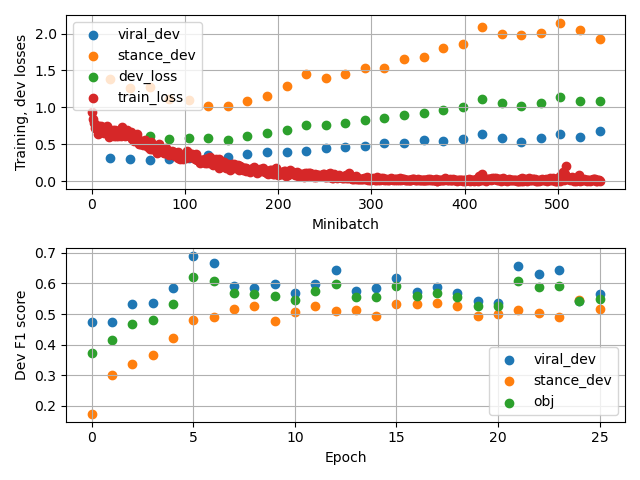 Training, dev losses
2.0
1.5
1.0
0.5
0.0
viral_dev
stance_dev
dev_loss
train_loss
0
100
200
300
400
500
Minibatch
Dev F1 score
0.7
0.6
0.5
0.4
0.3
0.2
viral_dev
stance_dev
obj
0
5
10
15
20
25
Epoch